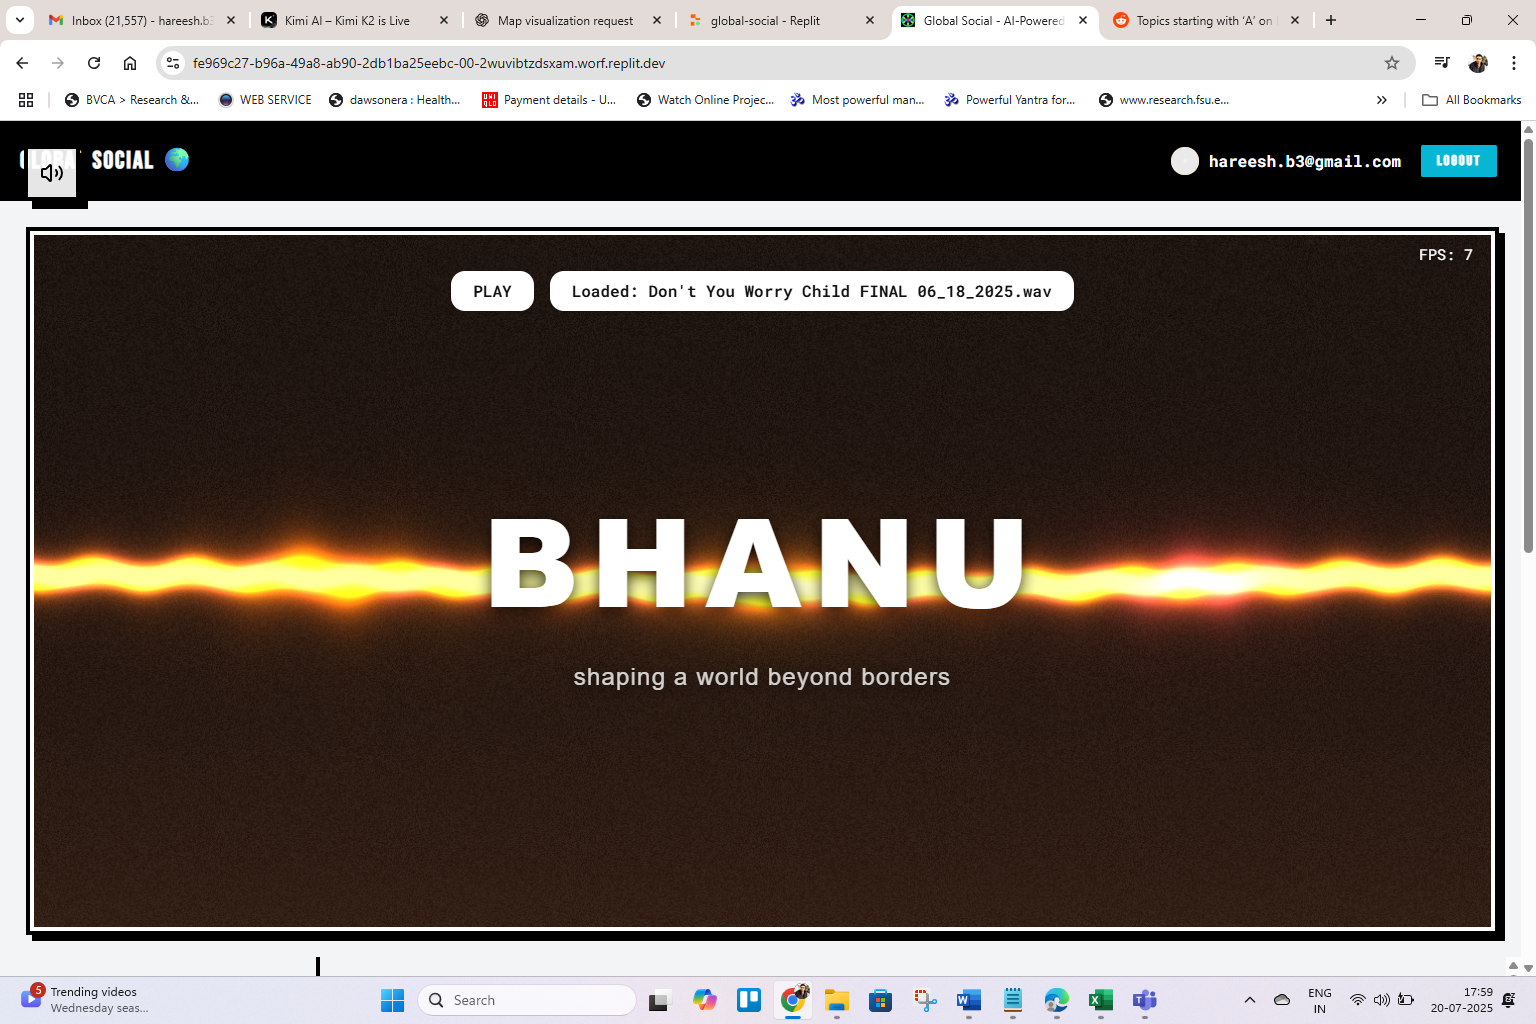 Inbox (21,557) - hareesh.b3
Kimi AI – Kimi K2 is Live
Map visualization request
global-social - Replit
Global Social - AI-Powered
Topics starting with ‘A’ on
fe969c27-b96a-49a8-ab90-2db1ba25eebc-00-2wuvibtzdsxam.worf.replit.dev
BVCA > Research &...
WEB SERVICE
dawsonera : Health...
UNI QLO
Payment details - U...
Watch Online Projec...
Most powerful man...
Powerful Yantra for...
www.research.fsu.e...
All Bookmarks
SOCIAL
hareesh.b3@gmail.com
LOGOUT
FPS: 7
PLAY
Loaded: Don't You Worry Child FINAL 06_18_2025.wav
BHANU
shaping a world beyond borders
5
Trending videos
Wednesday seas...
Search
ENG
IN
17:59
20-07-2025